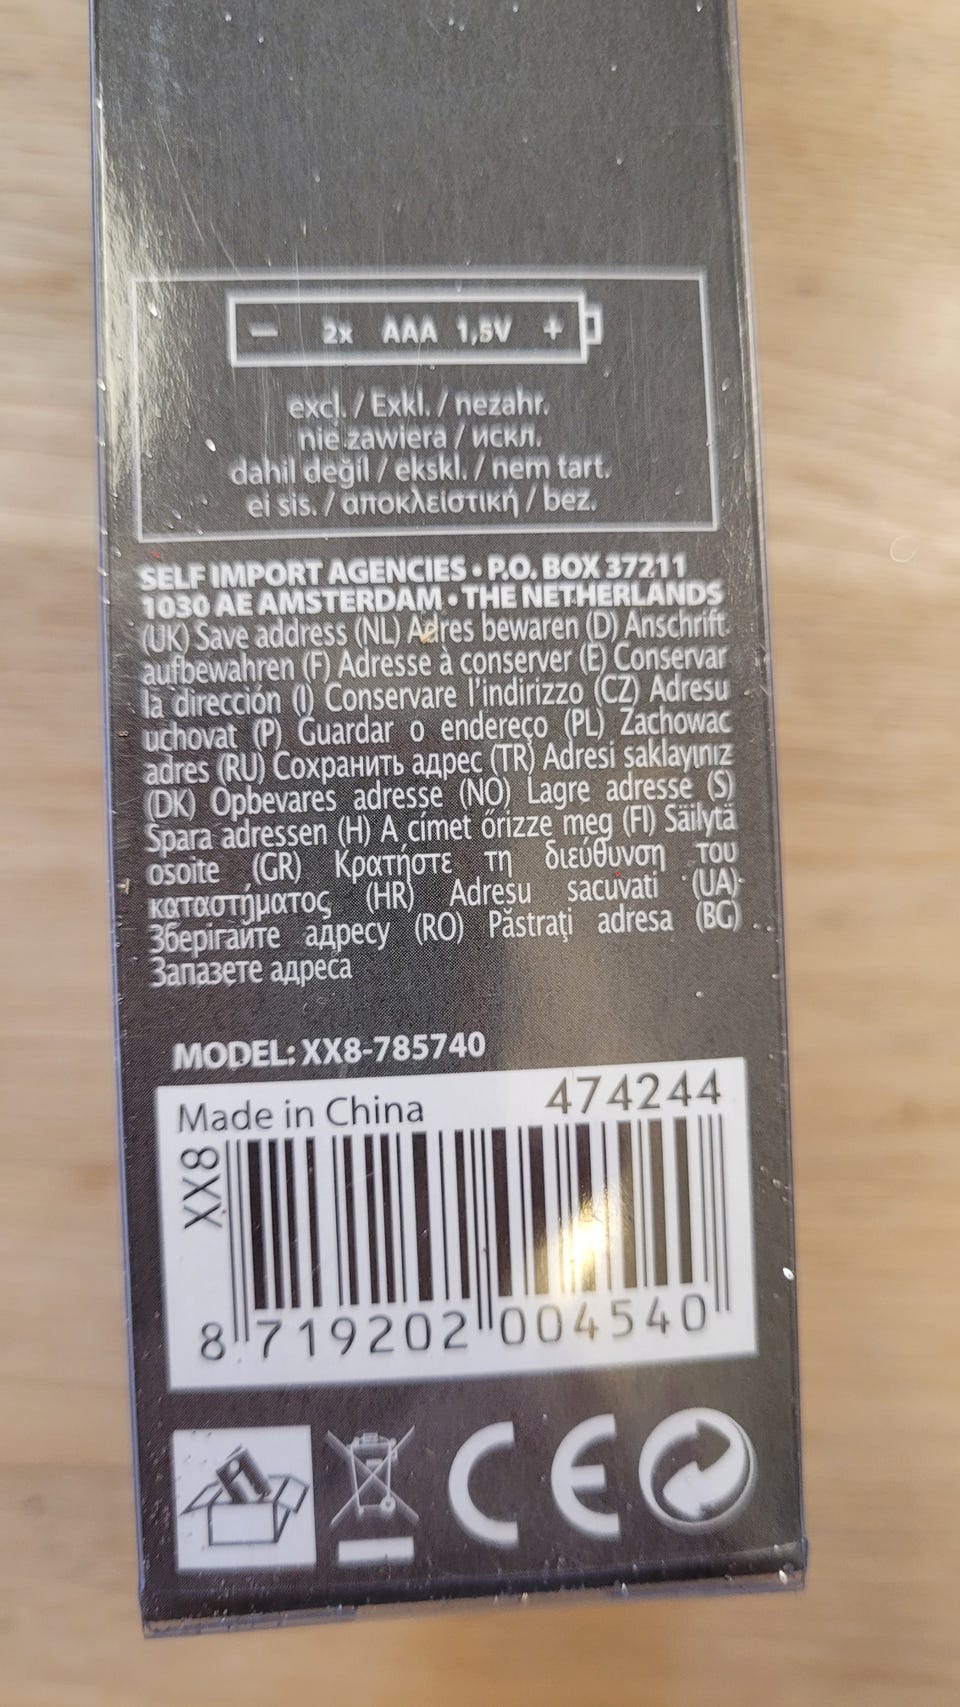 − 2x AAA 1,5V +
excl. / Exkl. / nezahr.
nie zawiera / искл.
dahil değil / ekskl. / nem tart.
ei sis. / αποκλειστική / bez.
SELF IMPORT AGENCIES • P.O. BOX 37211
1030 AE AMSTERDAM • THE NETHERLANDS
(UK) Save address (NL) Adres bewaren (D) Anschrift
aufbewahren (F) Adresse à conserver (E) Conservar
la dirección (I) Conservare l'indirizzo (CZ) Adresu
uchovat (P) Guardar o endereço (PL) Zachowac
adres (RU) Сохранить адрес (TR) Adresi saklayınız
(DK) Opbevares adresse (NO) Lagre adresse (S)
Spara adressen (H) A címet őrizze meg (FI) Säilytä
osoite (GR) Κρατήστε τη διεύθυνση του
καταστήματος (HR) Adresu sacuvati (UA)
Зберігайте адресу (RO) Păstraţi adresa (BG)
Запазете адреса
MODEL: XX8-785740
Made in China 474244
XX8
8 719202 004540
CE